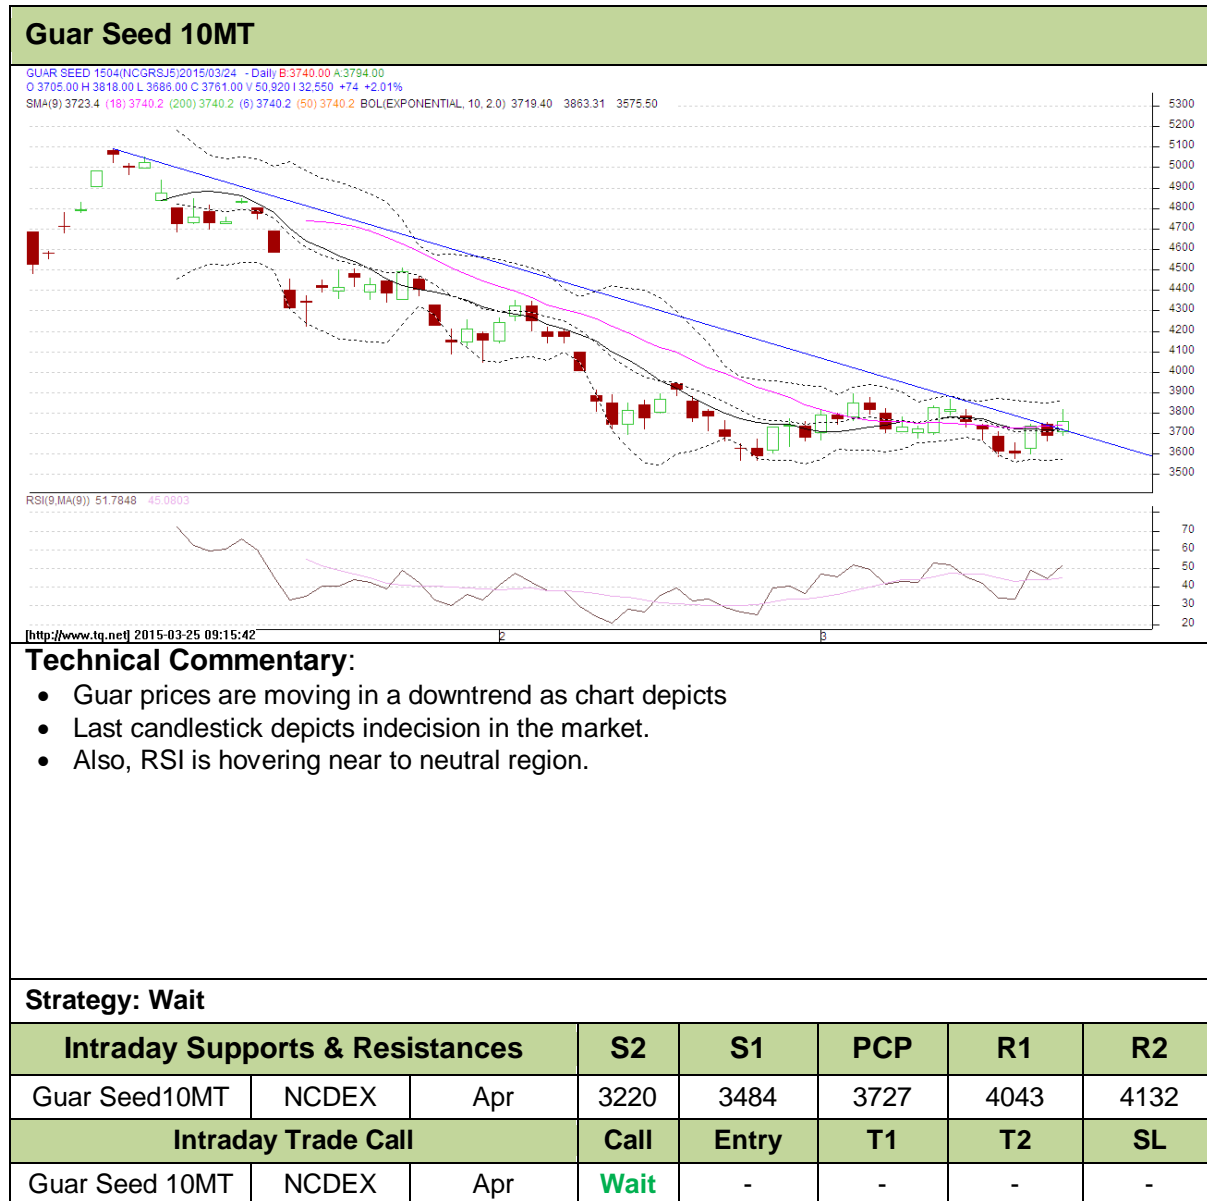 Guar Seed 10MT
GUAR SEED 1504(NCGRSJ5)2015/03/24 - Daily B:3740.00 A:3794.00
O 3705.00 H 3818.00 L 3686.00 C 3761.00 V 50,920 I 32,550 +74 +2.01%
SMA(9) 3723.4 (18) 3740.2 (200) 3740.2 (6) 3740.2 (50) 3740.2 BOL(EXPONENTIAL, 10, 2.0) 3719.40 3863.31 3575.50
5300
5200
5100
5000
4900
4800
4700
4600
4500
4400
4300
4200
4100
4000
3900
3800
3700
3600
3500
RSI(9,MA(9)) 51.7848 45.0803
70
60
50
40
30
20
[http://www.tq.net] 2015-03-25 09:15:42 2 3
Technical Commentary:
• Guar prices are moving in a downtrend as chart depicts
• Last candlestick depicts indecision in the market.
• Also, RSI is hovering near to neutral region.
Strategy: Wait
Intraday Supports & Resistances S2 S1 PCP R1 R2
Guar Seed10MT NCDEX Apr 3220 3484 3727 4043 4132
Intraday Trade Call Call Entry T1 T2 SL
Guar Seed 10MT NCDEX Apr Wait - - - -